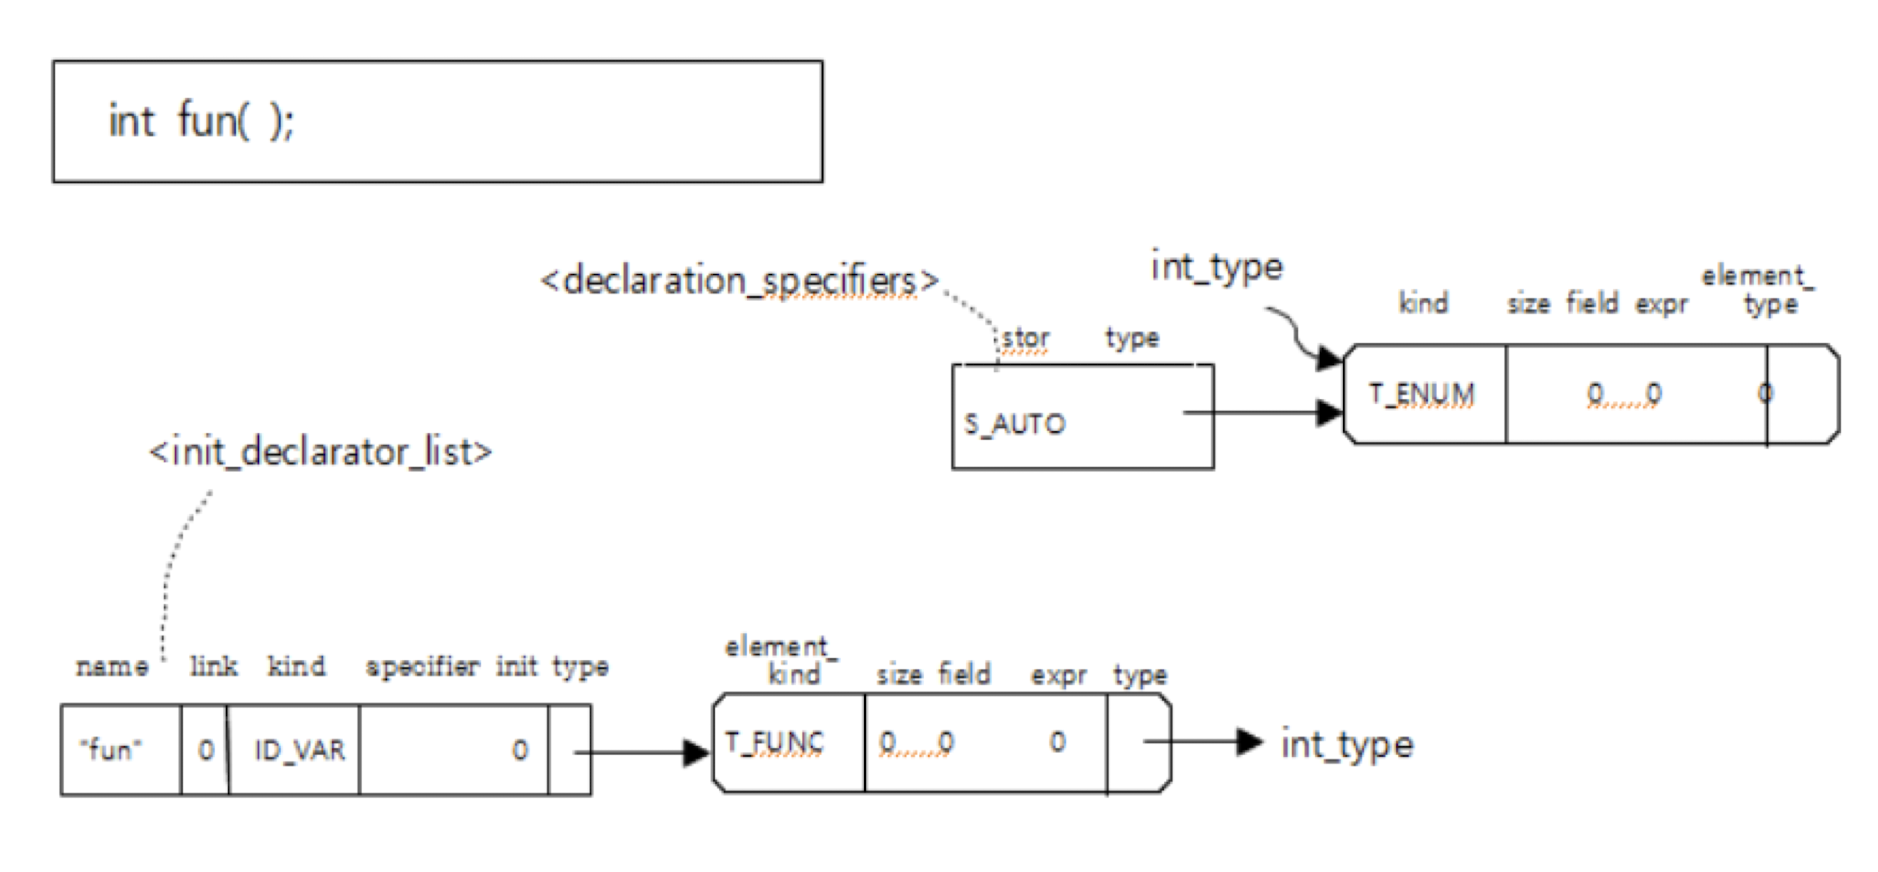 int fun( );
<declaration_specifiers>
int_type
element_
kind size field expr type
stor type
T_ENUM 0 0 0
S_AUTO
<init_declarator_list>
element_
name link kind specifier init type
kind size field expr type
"fun" 0 ID_VAR 0
T_FUNC 0 0 0
int_type